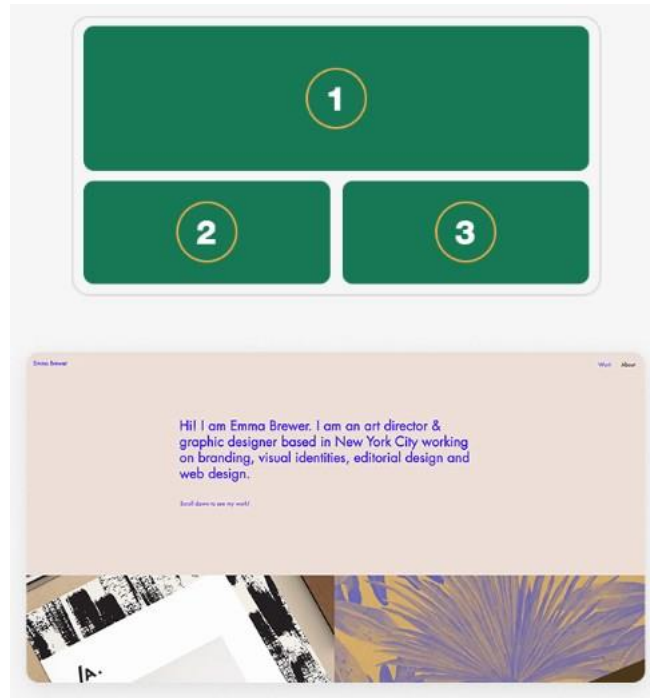 1
2
3
Emma Brewer
Work About
Hi! I am Emma Brewer. I am an art director &
graphic designer based in New York City working
on branding, visual identities, editorial design and
web design.
Scroll down to see my work!
/A.